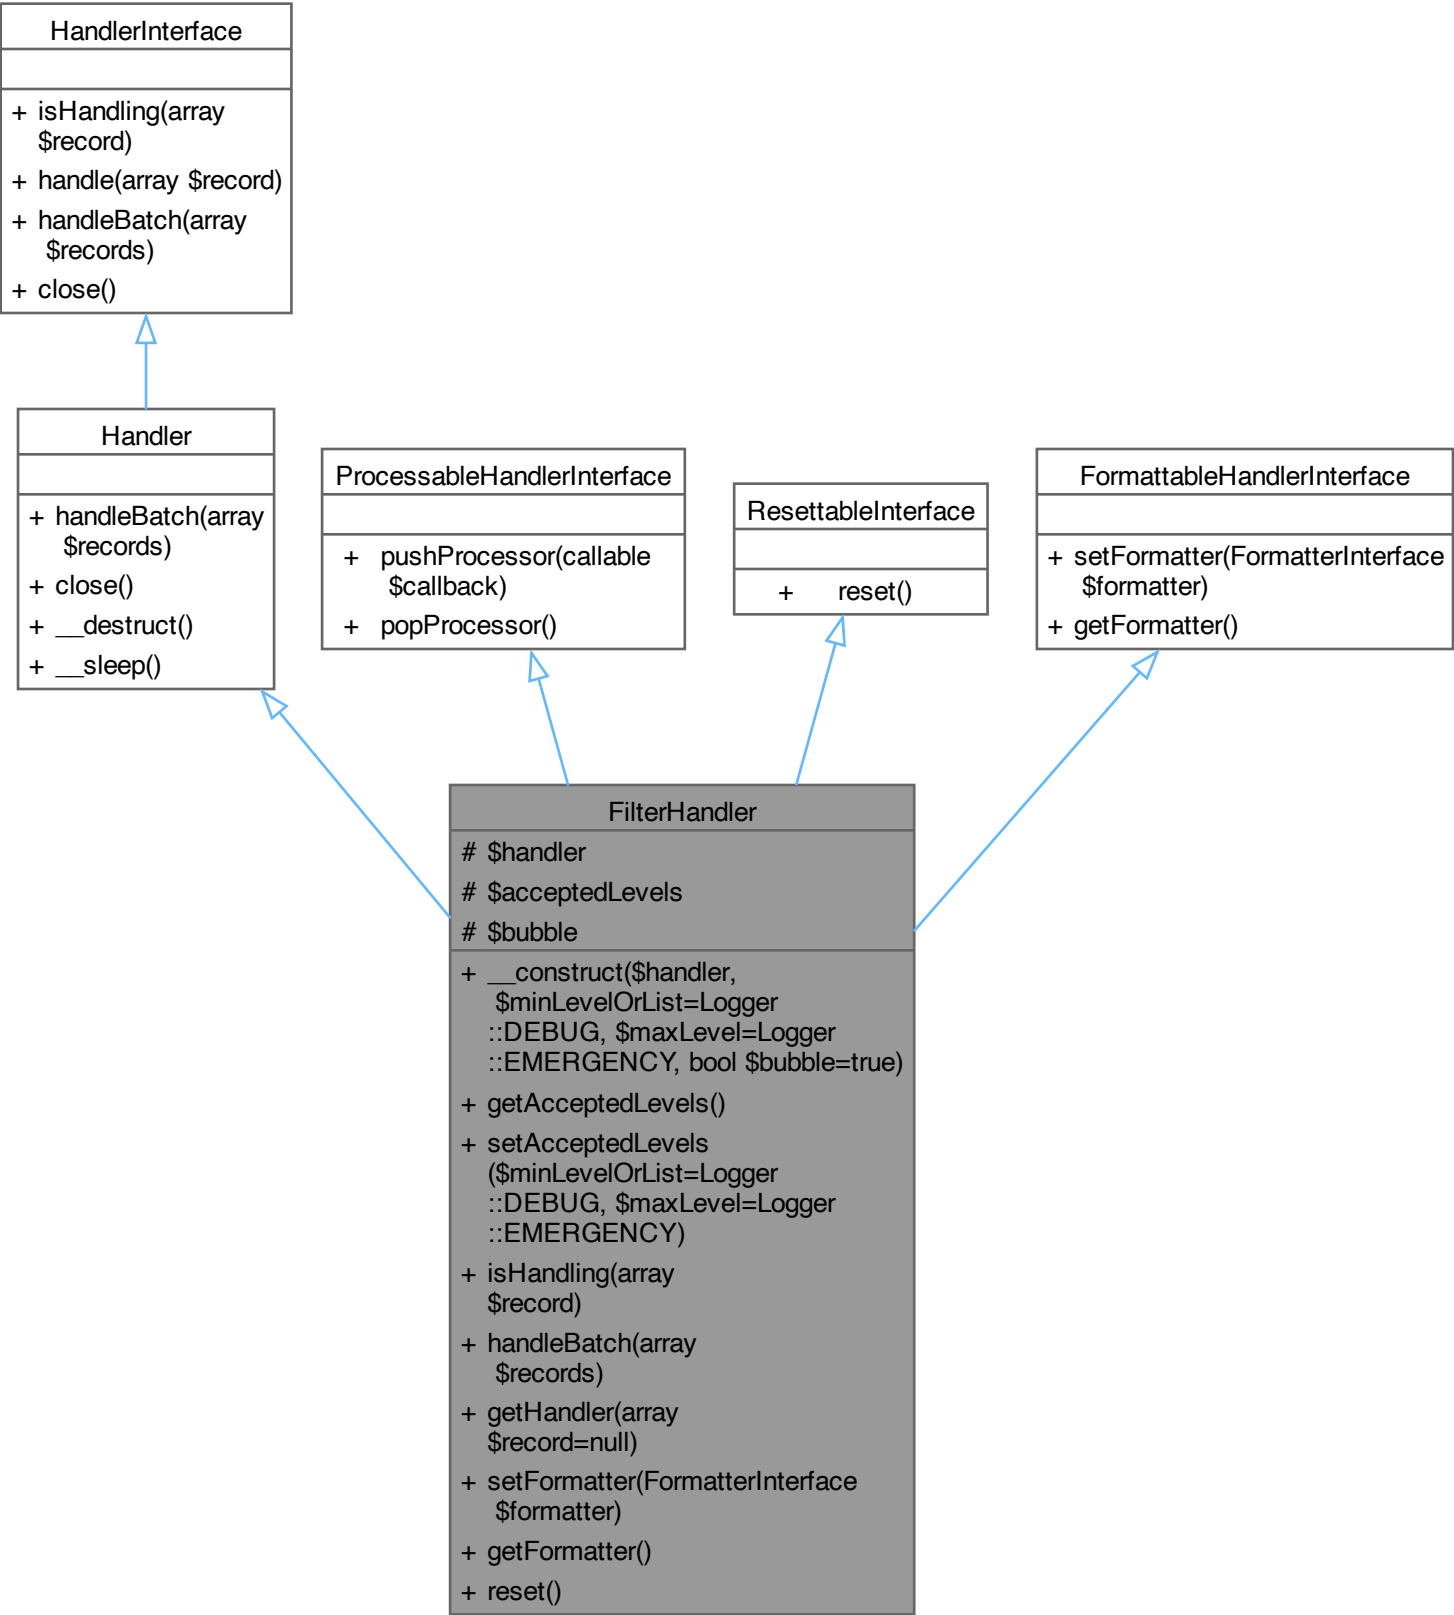 HandlerInterface
+ isHandling(array
$record)
+ handle(array $record)
+ handleBatch(array
$records)
+ close()
Handler
+ handleBatch(array
$records)
+ close()
+ __destruct()
+ __sleep()
ProcessableHandlerInterface
+ pushProcessor(callable
$callback)
+ popProcessor()
ResettableInterface
+ reset()
FormattableHandlerInterface
+ setFormatter(FormatterInterface
$formatter)
+ getFormatter()
FilterHandler
# $handler
# $acceptedLevels
# $bubble
+ __construct($handler,
$minLevelOrList=Logger
::DEBUG, $maxLevel=Logger
::EMERGENCY, bool $bubble=true)
+ getAcceptedLevels()
+ setAcceptedLevels
($minLevelOrList=Logger
::DEBUG, $maxLevel=Logger
::EMERGENCY)
+ isHandling(array
$record)
+ handleBatch(array
$records)
+ getHandler(array
$record=null)
+ setFormatter(FormatterInterface
$formatter)
+ getFormatter()
+ reset()